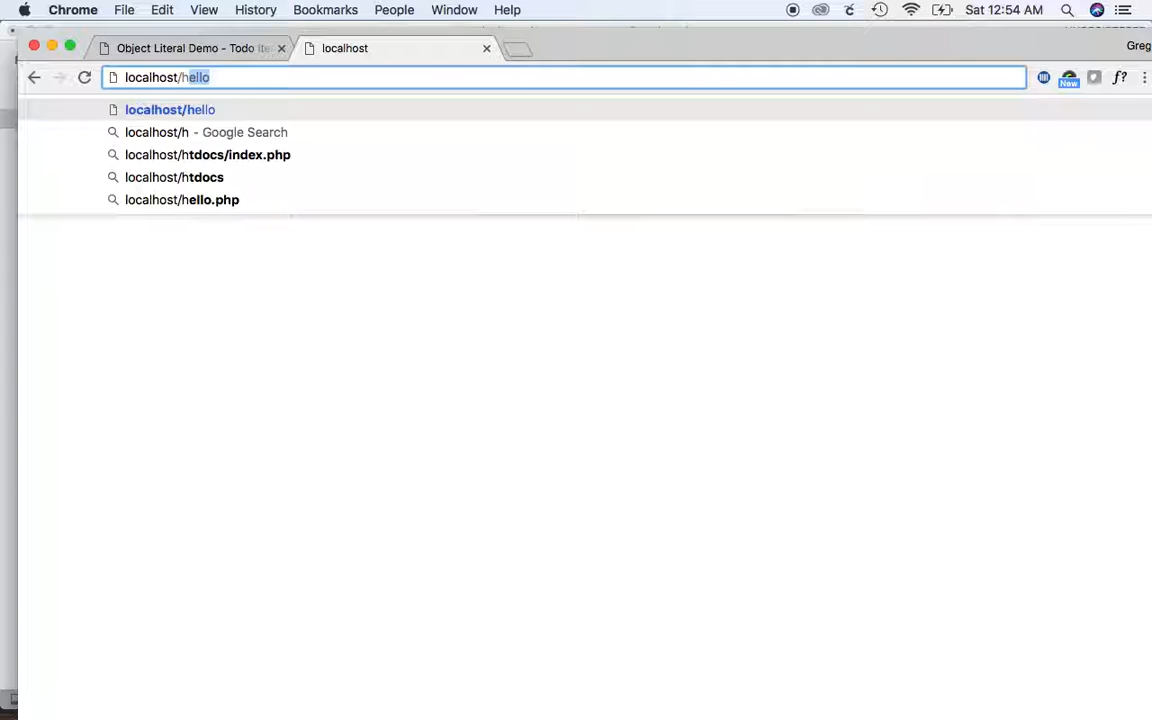 Chrome File Edit View History Bookmarks People Window Help Sat 12:54 AM
Object Literal Demo - Todo Ite localhost Greg
localhost/hello New f?
localhost/hello
localhost/h - Google Search
localhost/htdocs/index.php
localhost/htdocs
localhost/hello.php